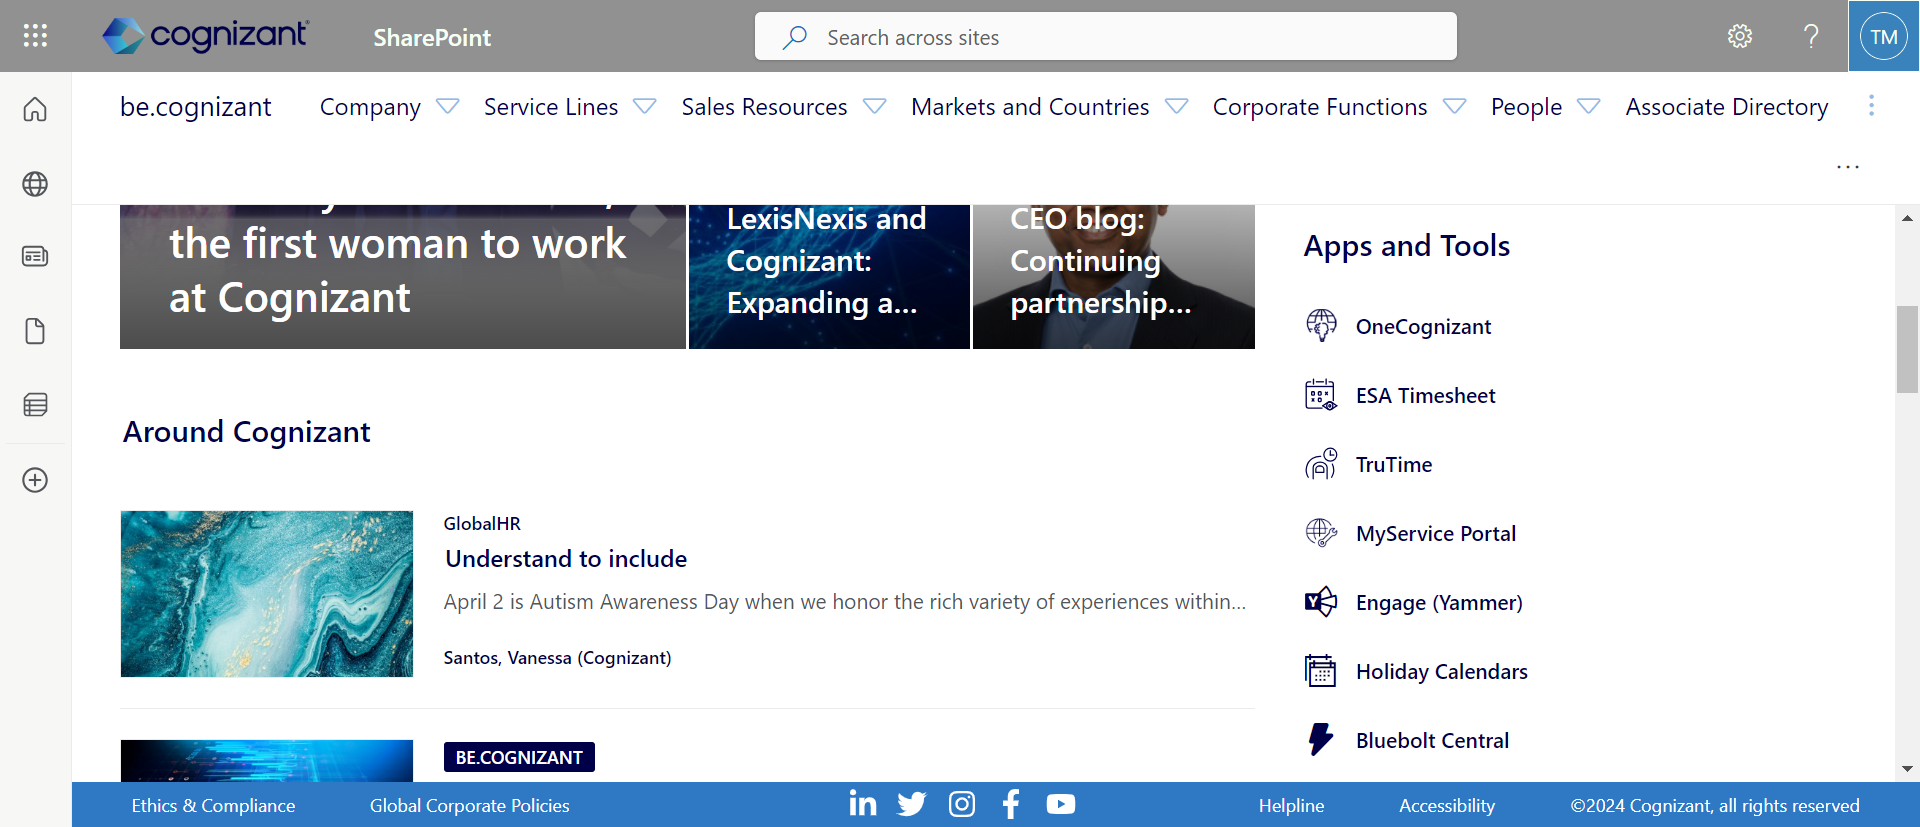 cognizant
SharePoint
Search across sites
TM
be.cognizant
Company
Service Lines
Sales Resources
Markets and Countries
Corporate Functions
People
Associate Directory
the first woman to work
at Cognizant
LexisNexis and
Cognizant:
Expanding a...
CEO blog:
Continuing
partnership...
Around Cognizant
GlobalHR
Understand to include
April 2 is Autism Awareness Day when we honor the rich variety of experiences within...
Santos, Vanessa (Cognizant)
BE.COGNIZANT
Apps and Tools
OneCognizant
ESA Timesheet
TruTime
MyService Portal
Engage (Yammer)
Holiday Calendars
Bluebolt Central
Ethics & Compliance
Global Corporate Policies
Helpline
Accessibility
©2024 Cognizant, all rights reserved